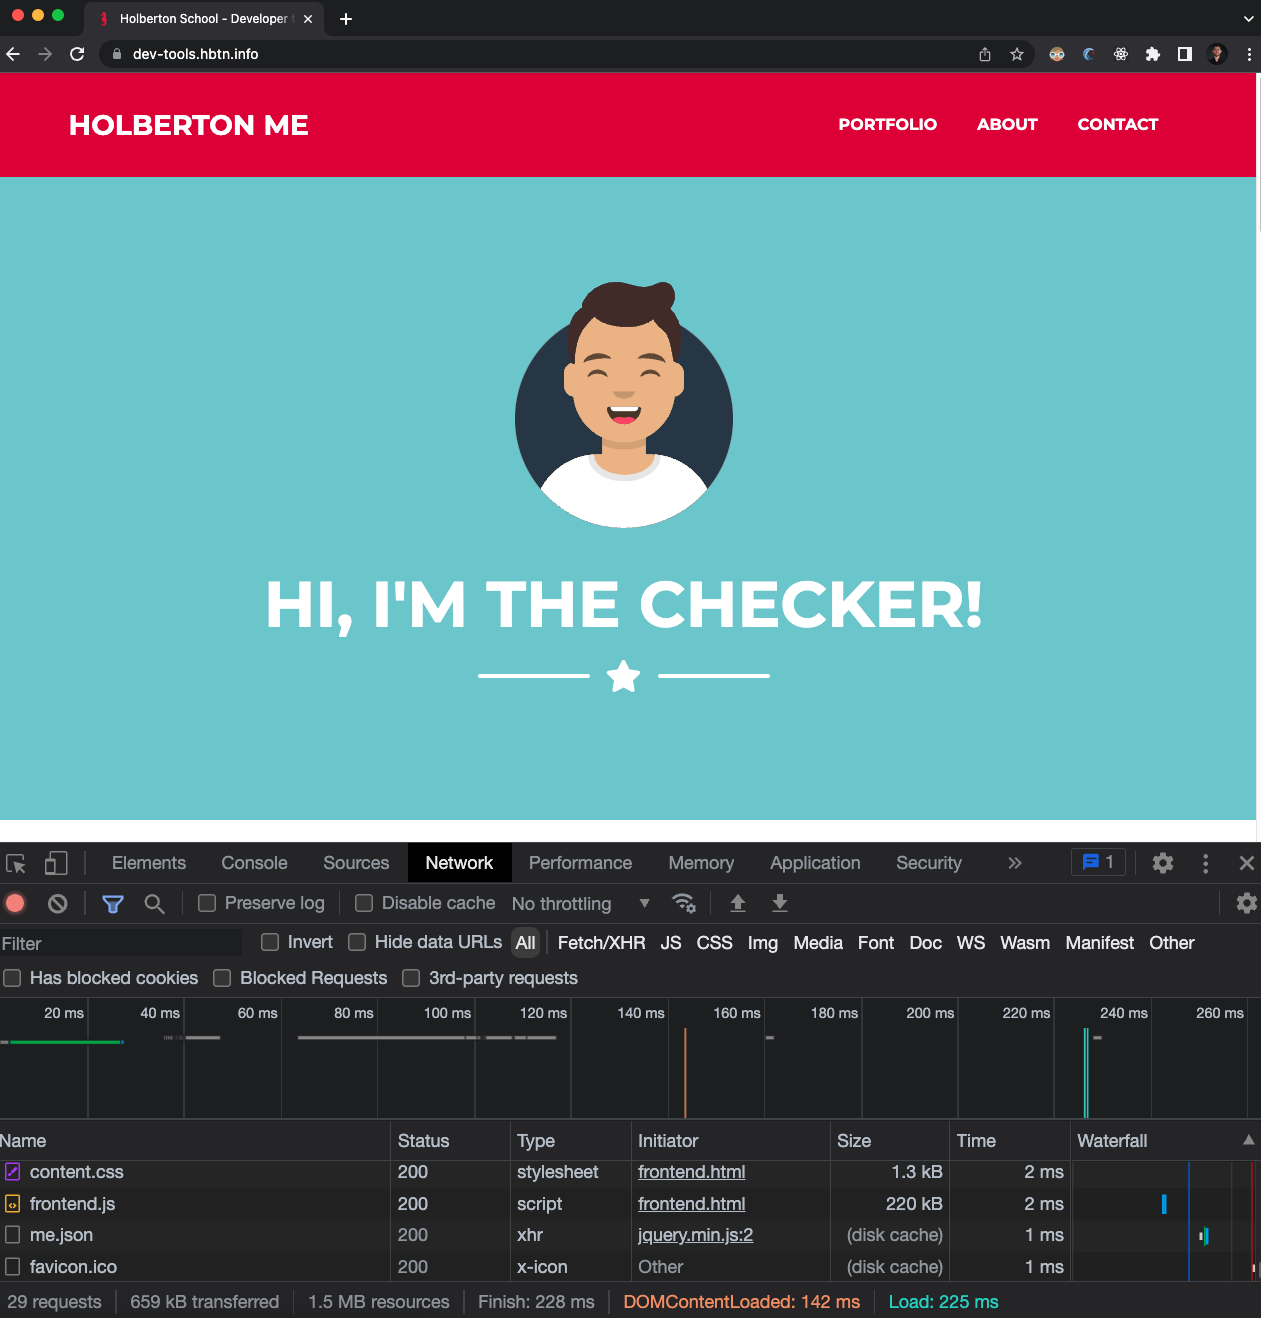 Holberton School - Developer
dev-tools.hbtn.info
HOLBERTON ME
PORTFOLIO ABOUT CONTACT
HI, I'M THE CHECKER!
Elements Console Sources Network Performance Memory Application Security » 1
Preserve log Disable cache No throttling
Filter Invert Hide data URLs All Fetch/XHR JS CSS Img Media Font Doc WS Wasm Manifest Other
Has blocked cookies Blocked Requests 3rd-party requests
20 ms 40 ms 60 ms 80 ms 100 ms 120 ms 140 ms 160 ms 180 ms 200 ms 220 ms 240 ms 260 ms
Name Status Type Initiator Size Time Waterfall
content.css 200 stylesheet frontend.html 1.3 kB 2 ms
frontend.js 200 script frontend.html 220 kB 2 ms
me.json 200 xhr jquery.min.js:2 (disk cache) 1 ms
favicon.ico 200 x-icon Other (disk cache) 1 ms
29 requests 659 kB transferred 1.5 MB resources Finish: 228 ms DOMContentLoaded: 142 ms Load: 225 ms